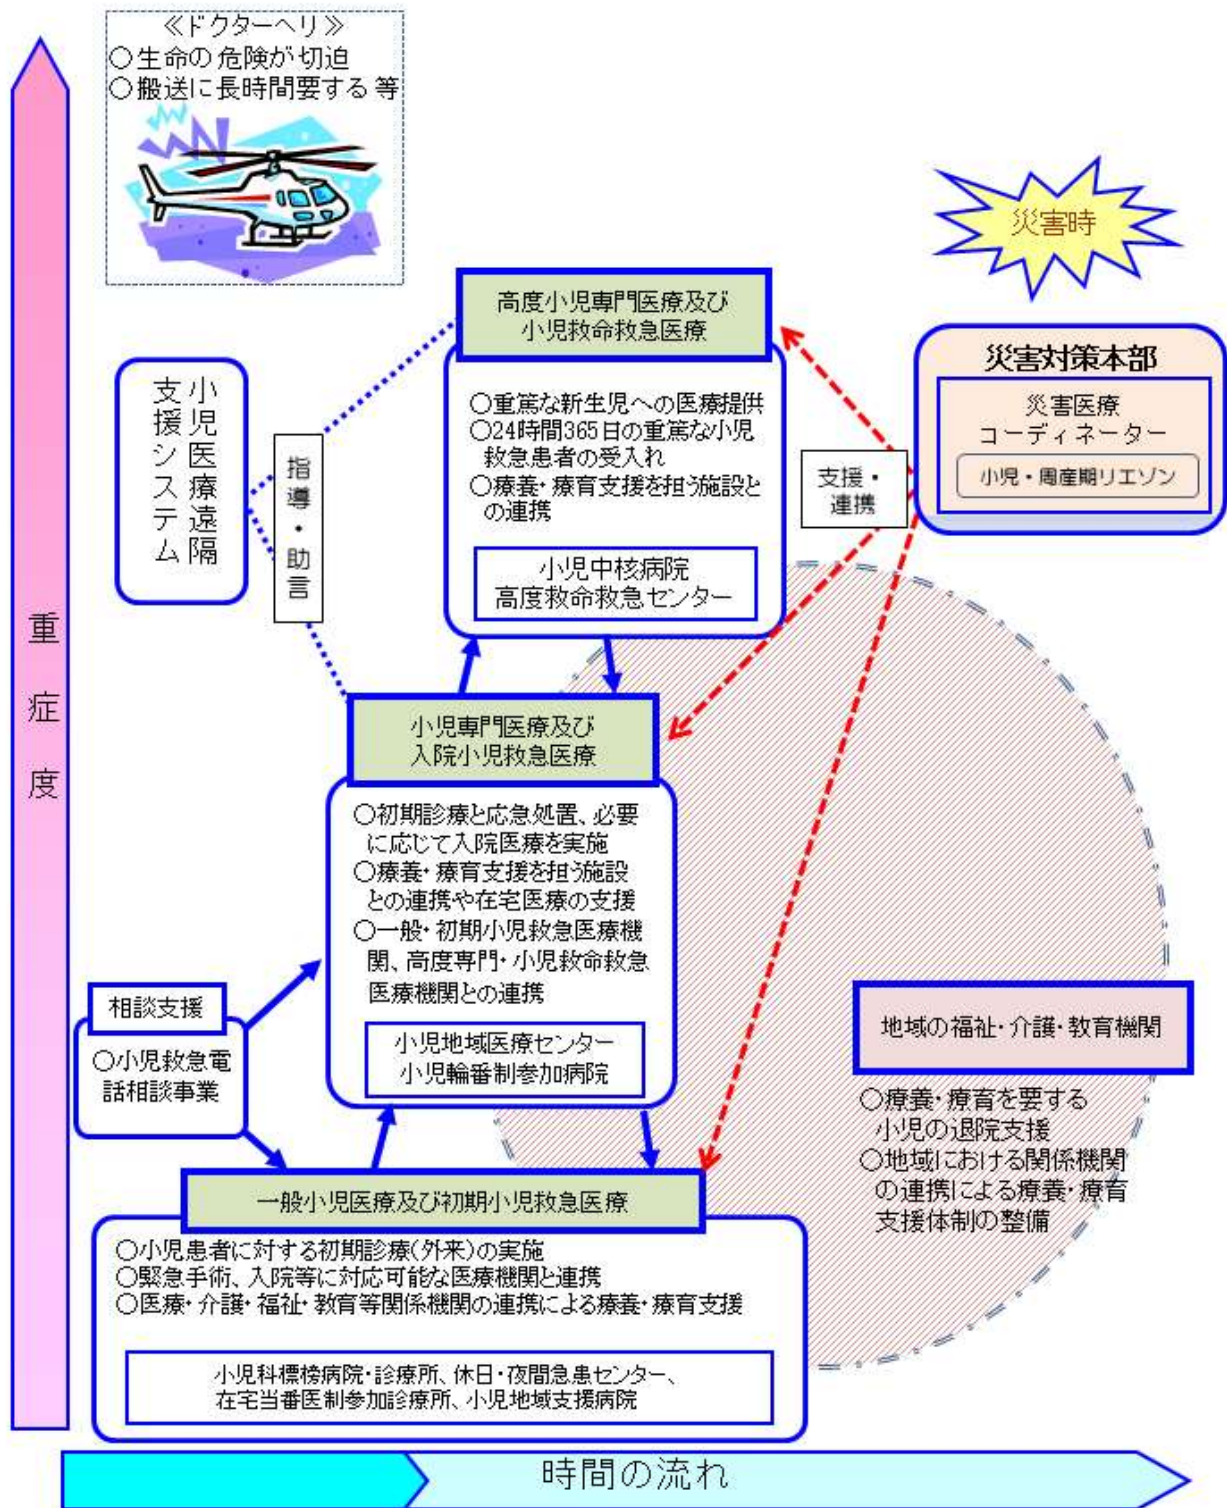 ≪ドクターヘリ≫
○生命の危険が切迫
○搬送に長時間要する等
災害時
高度小児専門医療及び
小児救命救急医療
○重篤な新生児への医療提供
○24時間365日の重篤な小児
救急患者の受入れ
○療養・療育支援を担う施設と
の連携
小児中核病院
高度救命救急センター
災害対策本部
災害医療
コーディネーター
小児・周産期リエゾン
支援・
連携
小児医療遠隔
支援システム
指導・助言
重症度
小児専門医療及び
入院小児救急医療
○初期診療と応急処置、必要
に応じて入院医療を実施
○療養・療育支援を担う施設
との連携や在宅医療の支援
○一般・初期小児救急医療機
関、高度専門・小児救命救急
医療機関との連携
小児地域医療センター
小児輪番制参加病院
相談支援
○小児救急電
話相談事業
地域の福祉・介護・教育機関
○療養・療育を要する
小児の退院支援
○地域における関係機関
の連携による療養・療育
支援体制の整備
一般小児医療及び初期小児救急医療
○小児患者に対する初期診療(外来)の実施
○緊急手術、入院等に対応可能な医療機関と連携
○医療・介護・福祉・教育等関係機関の連携による療養・療育支援
小児科標榜病院・診療所、休日・夜間急患センター、
在宅当番医制参加診療所、小児地域支援病院
時間の流れ